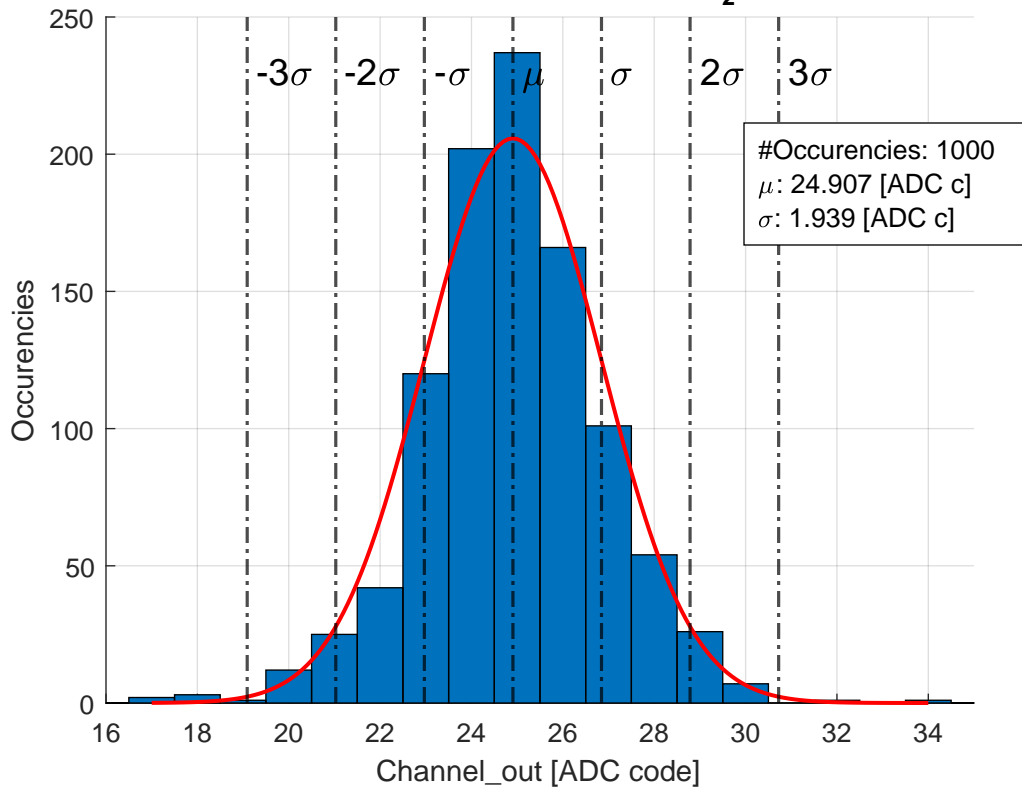 2
250
-3σ -2σ -σ μ σ 2σ 3σ
200
#Occurencies: 1000
μ: 24.907 [ADC c]
σ: 1.939 [ADC c]
150
Occurencies
100
50
0
16 18 20 22 24 26 28 30 32 34
Channel_out [ADC code]